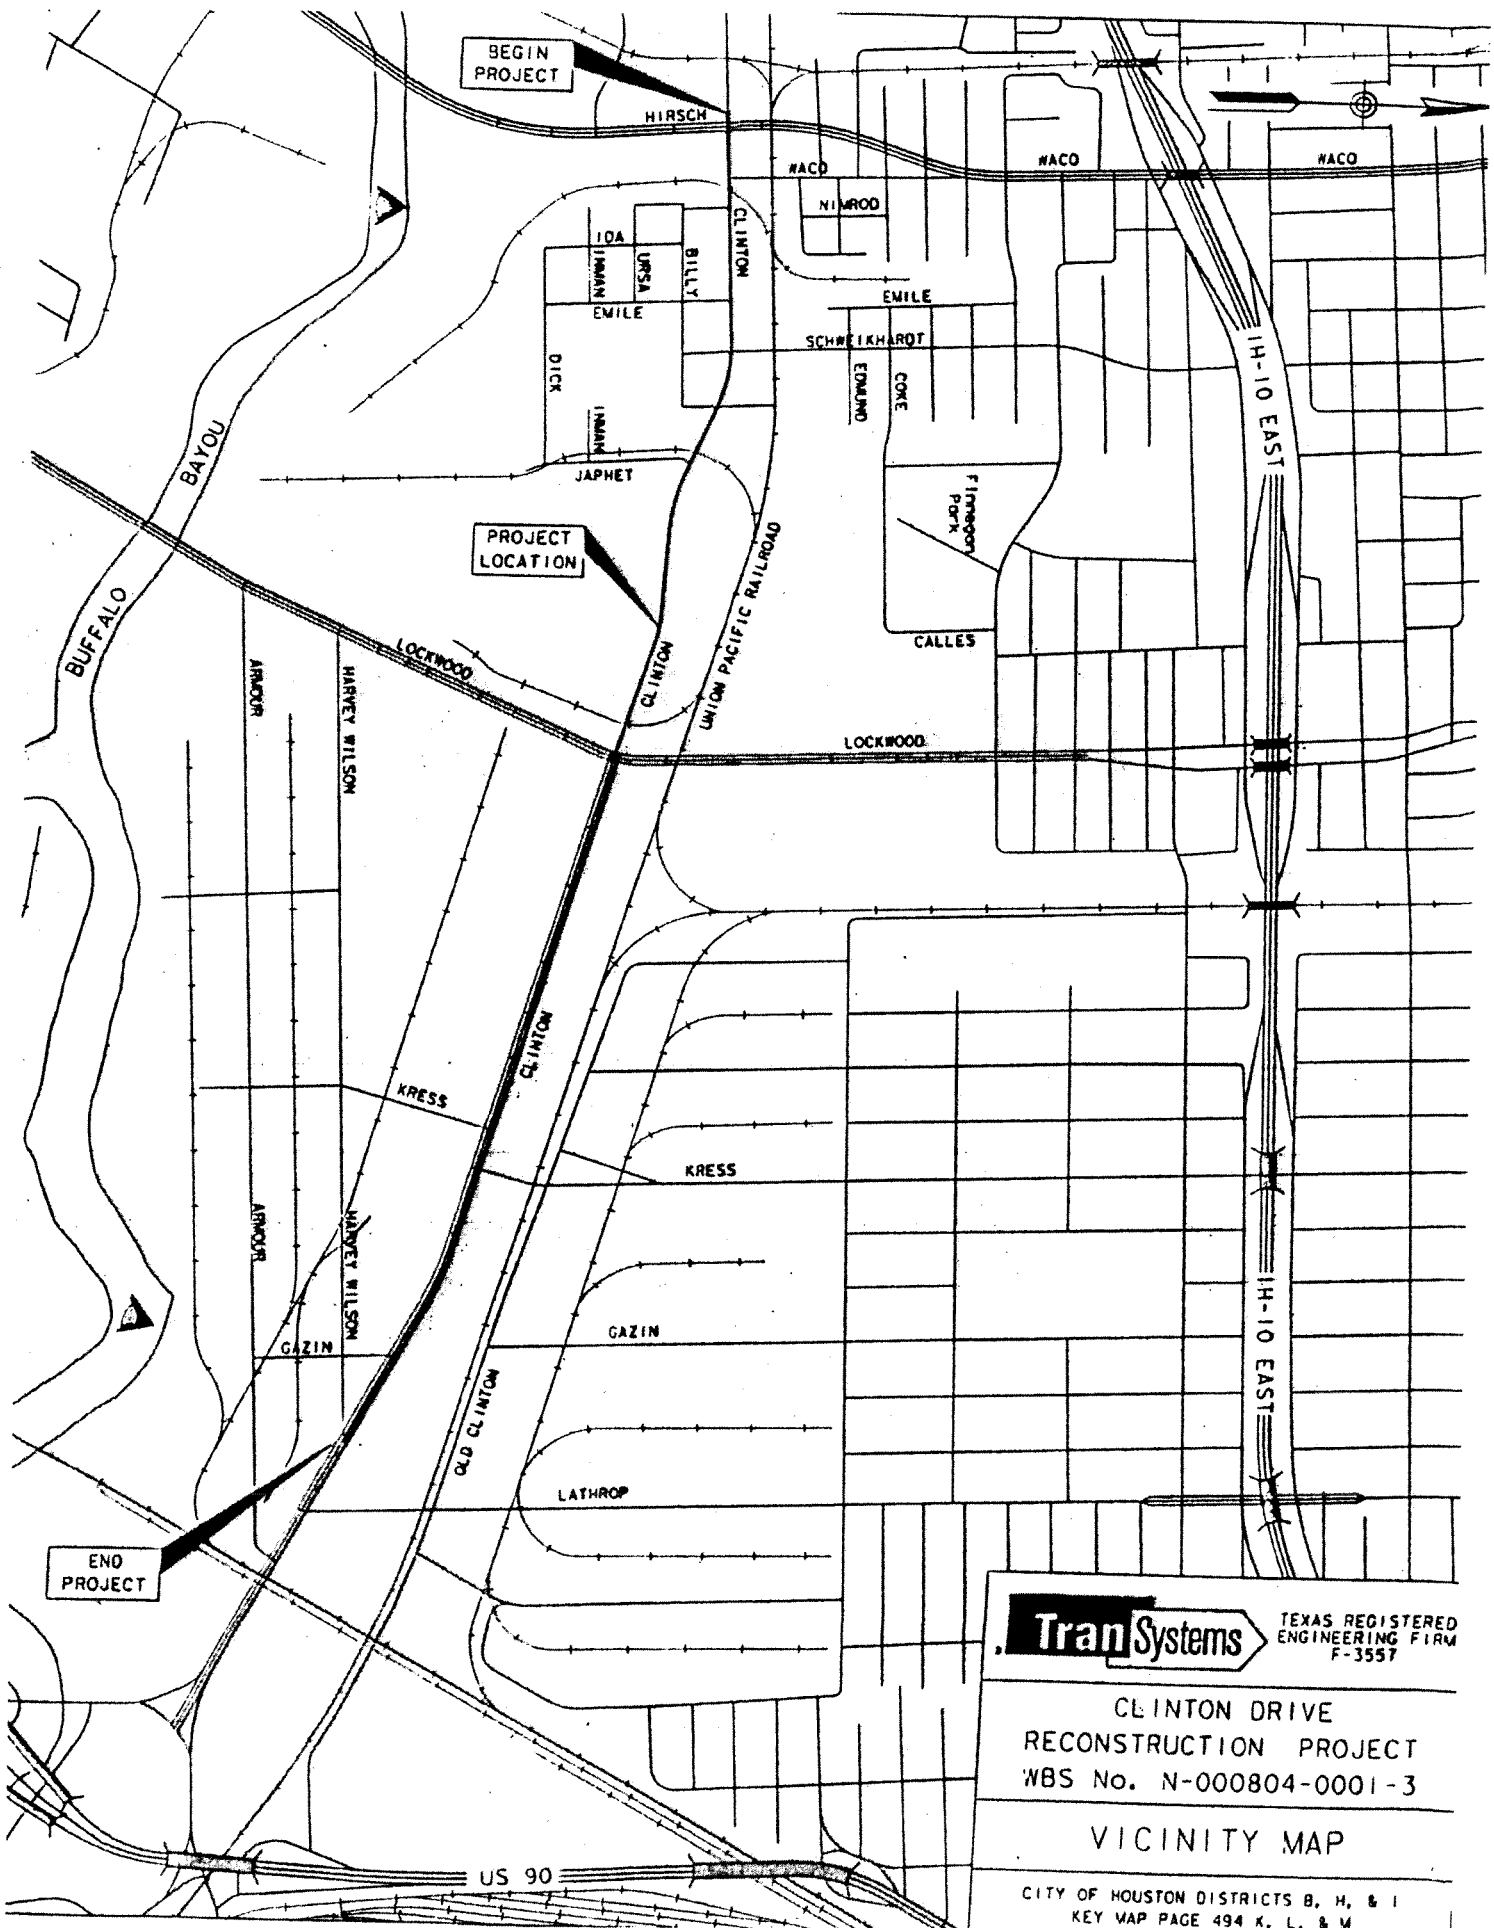 BEGIN
PROJECT
HIRSCH
WACO
WACO
WACO
NIMROD
CLINTON
IDA
INMAN
URSA
BILLY
EMILE
EMILE
SCHWEIKHARDT
DICK
EDMUND
COKE
IH-10 EAST
INMAN
JAPHET
BAYOU
Finnegan
Park
PROJECT
LOCATION
UNION PACIFIC RAILROAD
BUFFALO
CALLES
LOCKWOOD
CLINTON
ARMOUR
HARVEY WILSON
LOCKWOOD
CLINTON
KRESS
KRESS
ARMOUR
HARVEY WILSON
GAZIN
GAZIN
IH-10 EAST
OLD CLINTON
LATHROP
END
PROJECT
TranSystems
TEXAS REGISTERED
ENGINEERING FIRM
F-3557
CLINTON DRIVE
RECONSTRUCTION PROJECT
WBS No. N-000804-0001-3
VICINITY MAP
US 90
CITY OF HOUSTON DISTRICTS B, H, & I
KEY MAP PAGE 494 K, L, & M